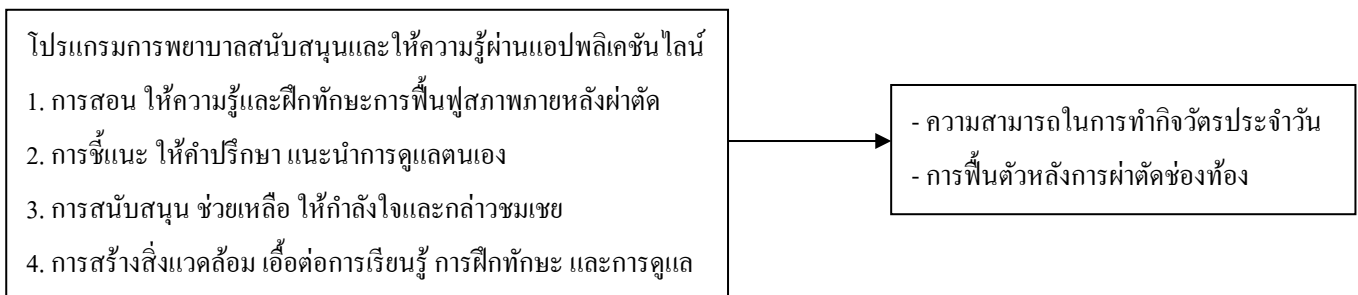 โปรแกรมการพยาบาลสนับสนุนและให้ความรู้ผ่านแอปพลิเคชันไลน์
1. การสอน ให้ความรู้และฝึกทักษะการฟื้นฟูสภาพภายหลังผ่าตัด
2. การชี้แนะ ให้คำปรึกษา แนะนำการดูแลตนเอง
3. การสนับสนุน ช่วยเหลือ ให้กำลังใจและกล่าวชมเชย
4. การสร้างสิ่งแวดล้อม เอื้อต่อการเรียนรู้ การฝึกทักษะ และการดูแล
- ความสามารถในการทำกิจวัตรประจำวัน
- การฟื้นตัวหลังการผ่าตัดช่องท้อง